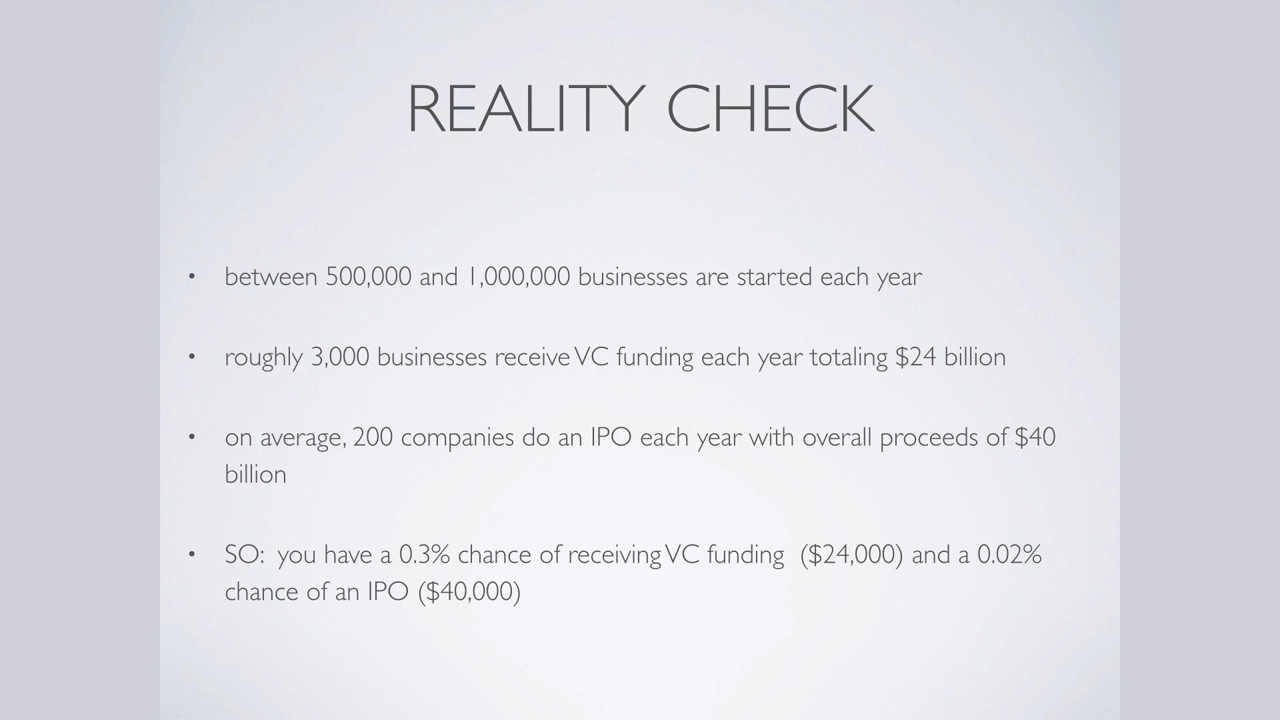 REALITY CHECK
• between 500,000 and 1,000,000 businesses are started each year
• roughly 3,000 businesses receive VC funding each year totaling $24 billion
• on average, 200 companies do an IPO each year with overall proceeds of $40
billion
• SO: you have a 0.3% chance of receiving VC funding ($24,000) and a 0.02%
chance of an IPO ($40,000)